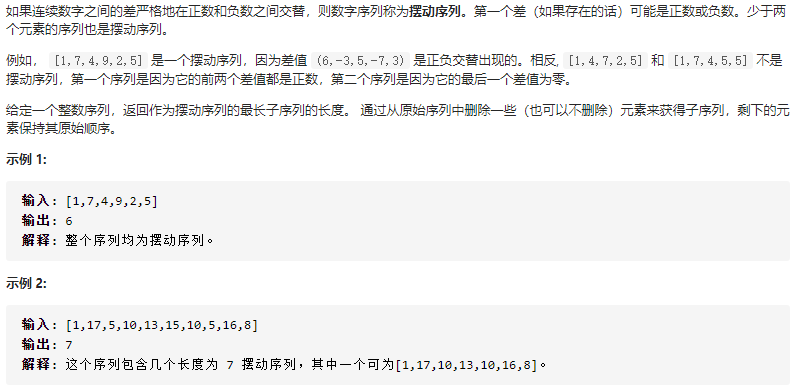 如果连续数字之间的差严格地在正数和负数之间交替，则数字序列称为摆动序列。第一个差（如果存在的话）可能是正数或负数。少于两
个元素的序列也是摆动序列。
例如， [1,7,4,9,2,5] 是一个摆动序列，因为差值 (6,-3,5,-7,3) 是正负交替出现的。相反, [1,4,7,2,5] 和 [1,7,4,5,5] 不是
摆动序列，第一个序列是因为它的前两个差值都是正数，第二个序列是因为它的最后一个差值为零。
给定一个整数序列，返回作为摆动序列的最长子序列的长度。 通过从原始序列中删除一些（也可以不删除）元素来获得子序列，剩下的元
素保持其原始顺序。
示例 1:
输入: [1,7,4,9,2,5]
输出: 6
解释: 整个序列均为摆动序列。
示例 2:
输入: [1,17,5,10,13,15,10,5,16,8]
输出: 7
解释: 这个序列包含几个长度为 7 摆动序列，其中一个可为[1,17,10,13,10,16,8]。